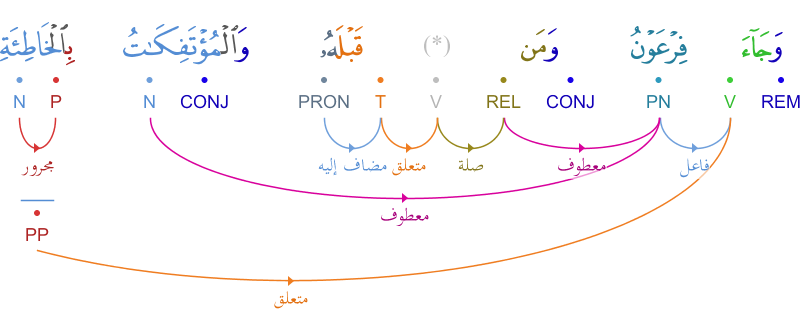 وَجَآءَ فِرْعَوْنُ وَمَن (*) قَبْلَهُۥ وَٱلْمُؤْتَفِكَـٰتُ بِٱلْخَاطِئَةِ
REM V PN CONJ REL V T PRON CONJ N P N
فاعل معطوف صلة متعلق مضاف إليه مجرور
معطوف
PP
متعلق